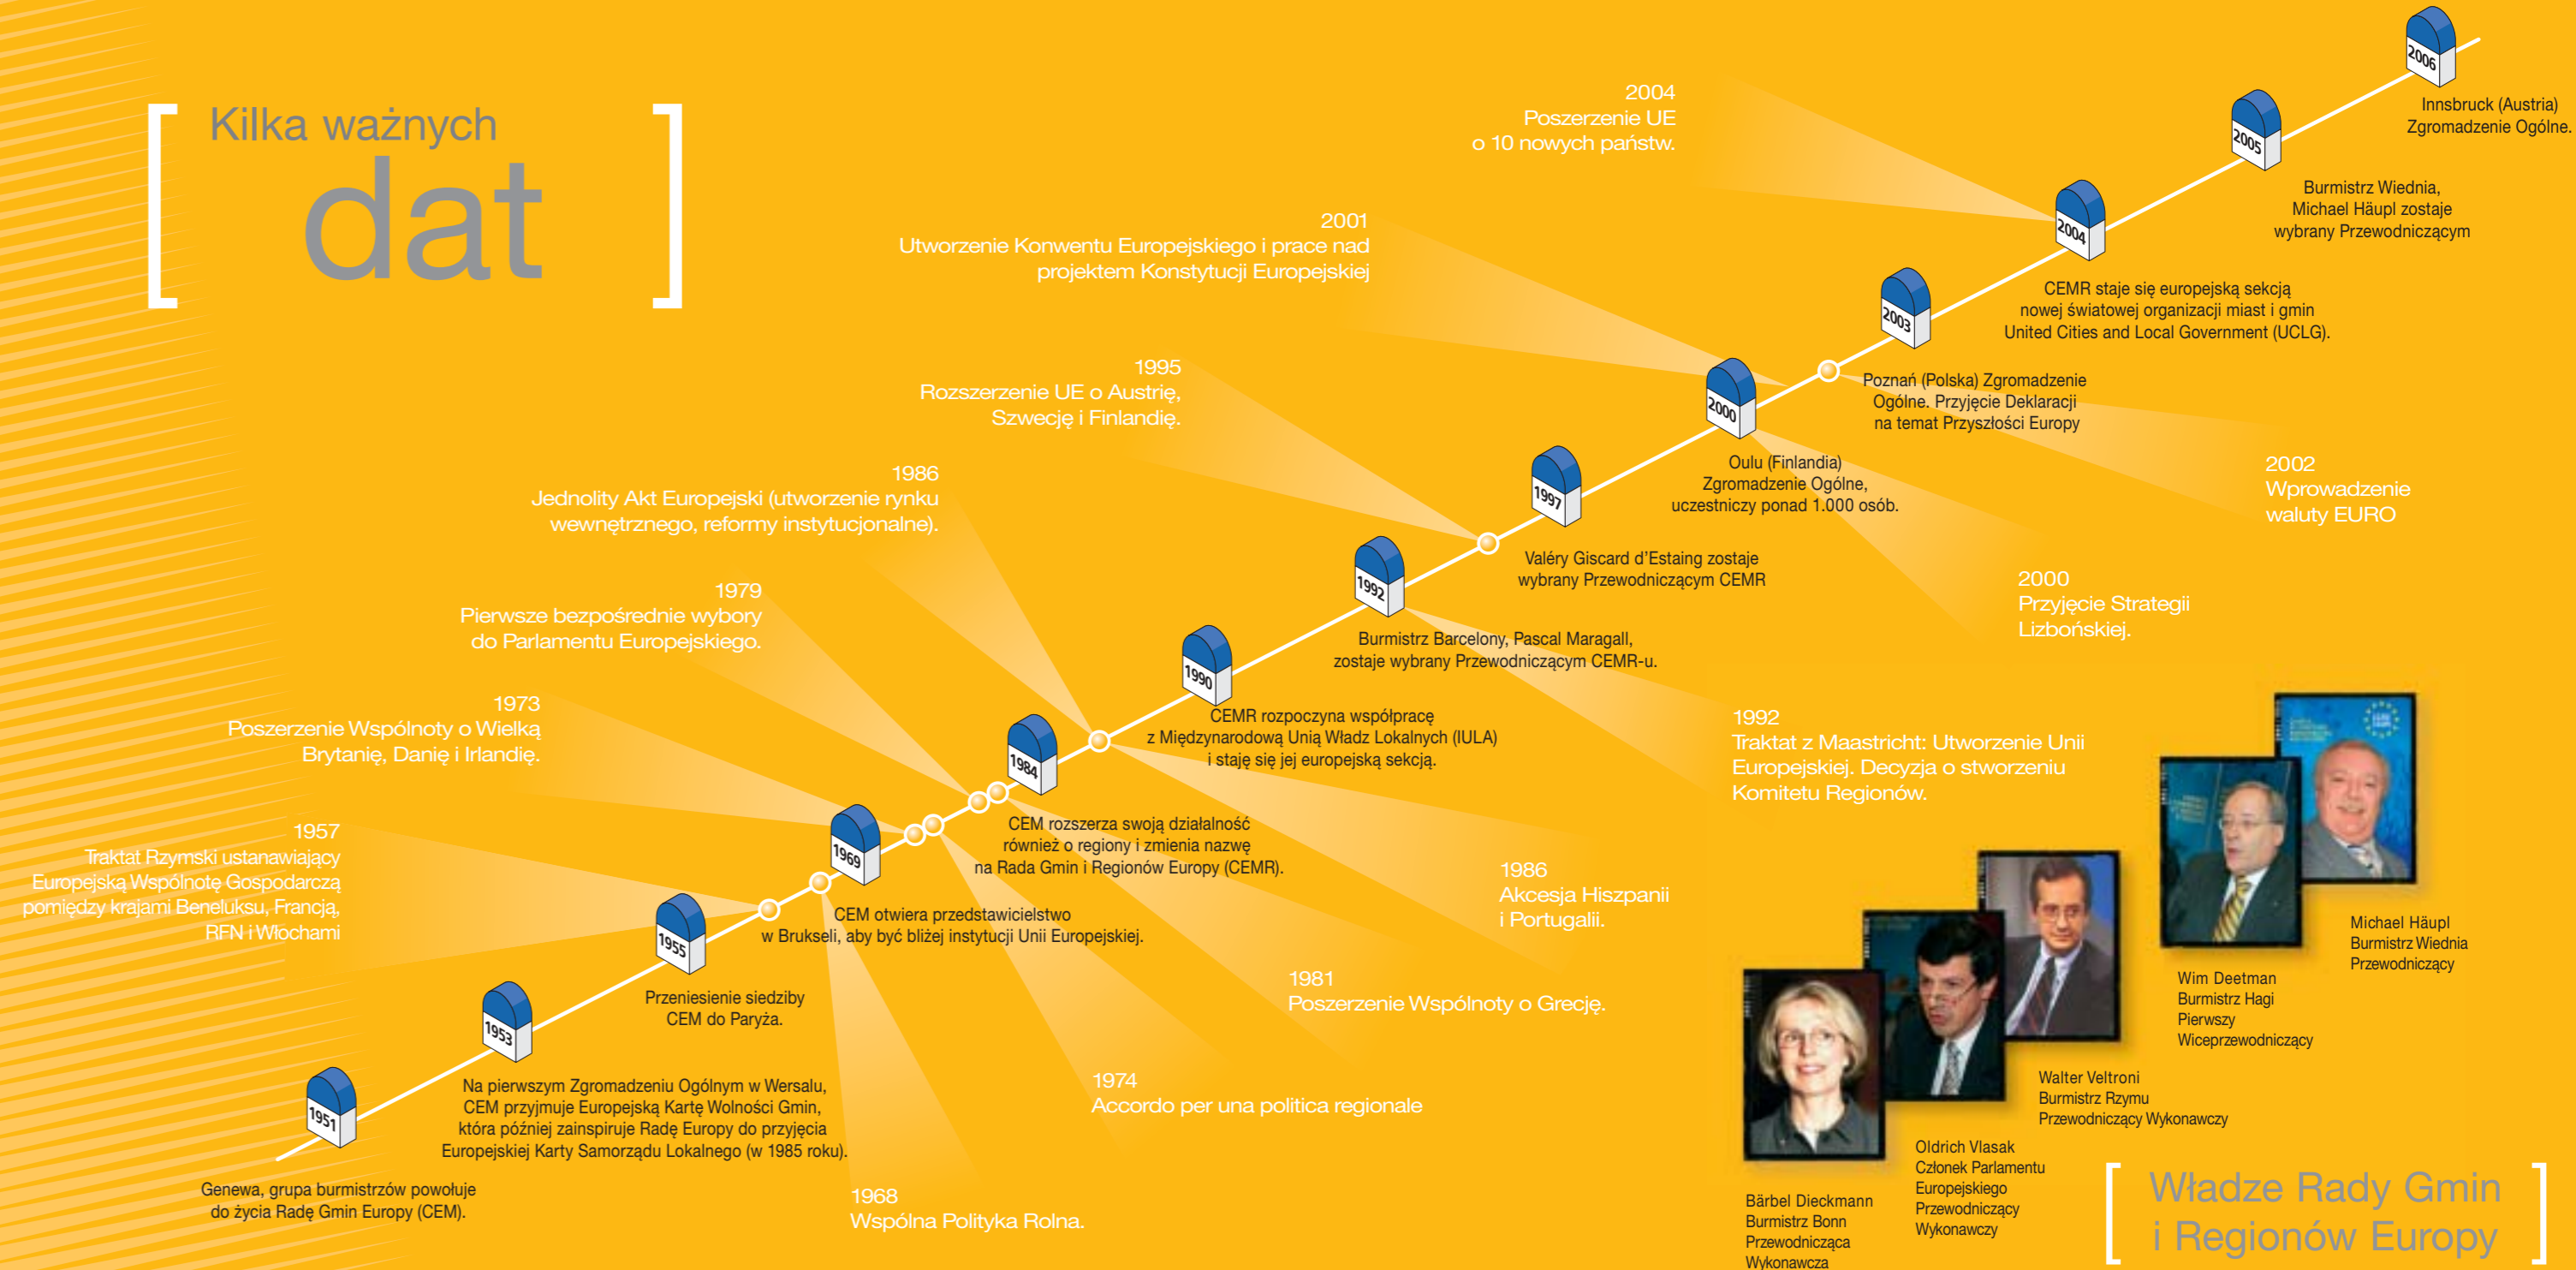 Kilka ważnych
dat
1951
Genewa, grupa burmistrzów powołuje
do życia Radę Gmin Europy (CEM).
1953
Na pierwszym Zgromadzeniu Ogólnym w Wersalu,
CEM przyjmuje Europejską Kartę Wolności Gmin,
która później zainspiruje Radę Europy do przyjęcia
Europejskiej Karty Samorządu Lokalnego (w 1985 roku).
1955
Przeniesienie siedziby
CEM do Paryża.
1957
Traktat Rzymski ustanawiający
Europejską Wspólnotę Gospodarczą
pomiędzy krajami Beneluksu, Francją,
RFN i Włochami
1968
Wspólna Polityka Rolna.
1969
CEM otwiera przedstawicielstwo
w Brukseli, aby być bliżej instytucji Unii Europejskiej.
1973
Poszerzenie Wspólnoty o Wielką
Brytanię, Danię i Irlandię.
1974
Accordo per una politica regionale
1979
Pierwsze bezpośrednie wybory
do Parlamentu Europejskiego.
1981
Poszerzenie Wspólnoty o Grecję.
1984
CEM rozszerza swoją działalność
również o regiony i zmienia nazwę
na Rada Gmin i Regionów Europy (CEMR).
1986
Jednolity Akt Europejski (utworzenie rynku
wewnętrznego, reformy instytucjonalne).
1986
Akcesja Hiszpanii
i Portugalii.
1990
CEMR rozpoczyna współpracę
z Międzynarodową Unią Władz Lokalnych (IULA)
i staję się jej europejską sekcją.
1992
Burmistrz Barcelony, Pascal Maragall,
zostaje wybrany Przewodniczącym CEMR-u.
1992
Traktat z Maastricht: Utworzenie Unii
Europejskiej. Decyzja o stworzeniu
Komitetu Regionów.
1995
Rozszerzenie UE o Austrię,
Szwecję i Finlandię.
1997
Valéry Giscard d’Estaing zostaje
wybrany Przewodniczącym CEMR
2000
Oulu (Finlandia)
Zgromadzenie Ogólne,
uczestniczy ponad 1.000 osób.
2000
Przyjęcie Strategii
Lizbońskiej.
2001
Utworzenie Konwentu Europejskiego i prace nad
projektem Konstytucji Europejskiej
2002
Wprowadzenie
waluty EURO
2003
Poznań (Polska) Zgromadzenie
Ogólne. Przyjęcie Deklaracji
na temat Przyszłości Europy
2004
Poszerzenie UE
o 10 nowych państw.
2004
CEMR staje się europejską sekcją
nowej światowej organizacji miast i gmin
United Cities and Local Government (UCLG).
2005
Burmistrz Wiednia,
Michael Häupl zostaje
wybrany Przewodniczącym
2006
Innsbruck (Austria)
Zgromadzenie Ogólne.
Michael Häupl
Burmistrz Wiednia
Przewodniczący
Wim Deetman
Burmistrz Hagi
Pierwszy
Wiceprzewodniczący
Walter Veltroni
Burmistrz Rzymu
Przewodniczący Wykonawczy
Oldrich Vlasak
Członek Parlamentu
Europejskiego
Przewodniczący
Wykonawczy
Bärbel Dieckmann
Burmistrz Bonn
Przewodnicząca
Wykonawcza
Władze Rady Gmin
i Regionów Europy